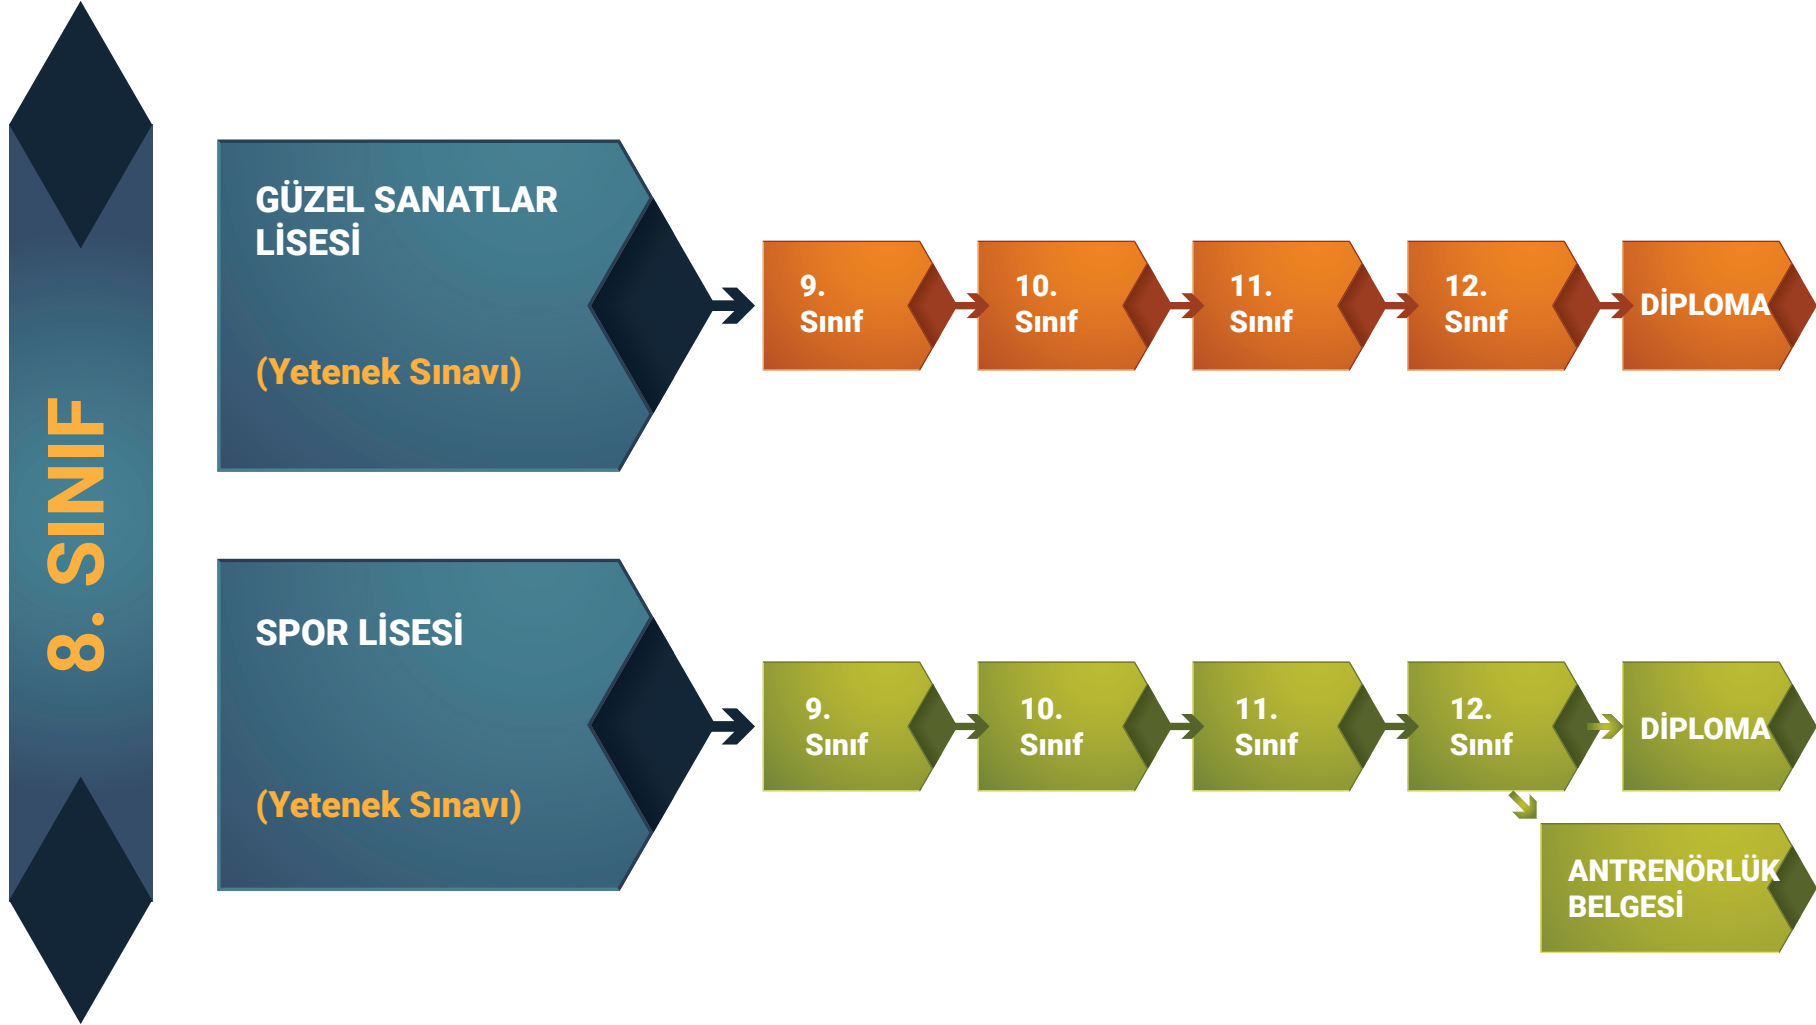 8. SINIF
GÜZEL SANATLAR
LİSESİ
(Yetenek Sınavı)
9.
Sınıf
10.
Sınıf
11.
Sınıf
12.
Sınıf
DİPLOMA
SPOR LİSESİ
(Yetenek Sınavı)
9.
Sınıf
10.
Sınıf
11.
Sınıf
12.
Sınıf
DİPLOMA
ANTRENÖRLÜK
BELGESİ